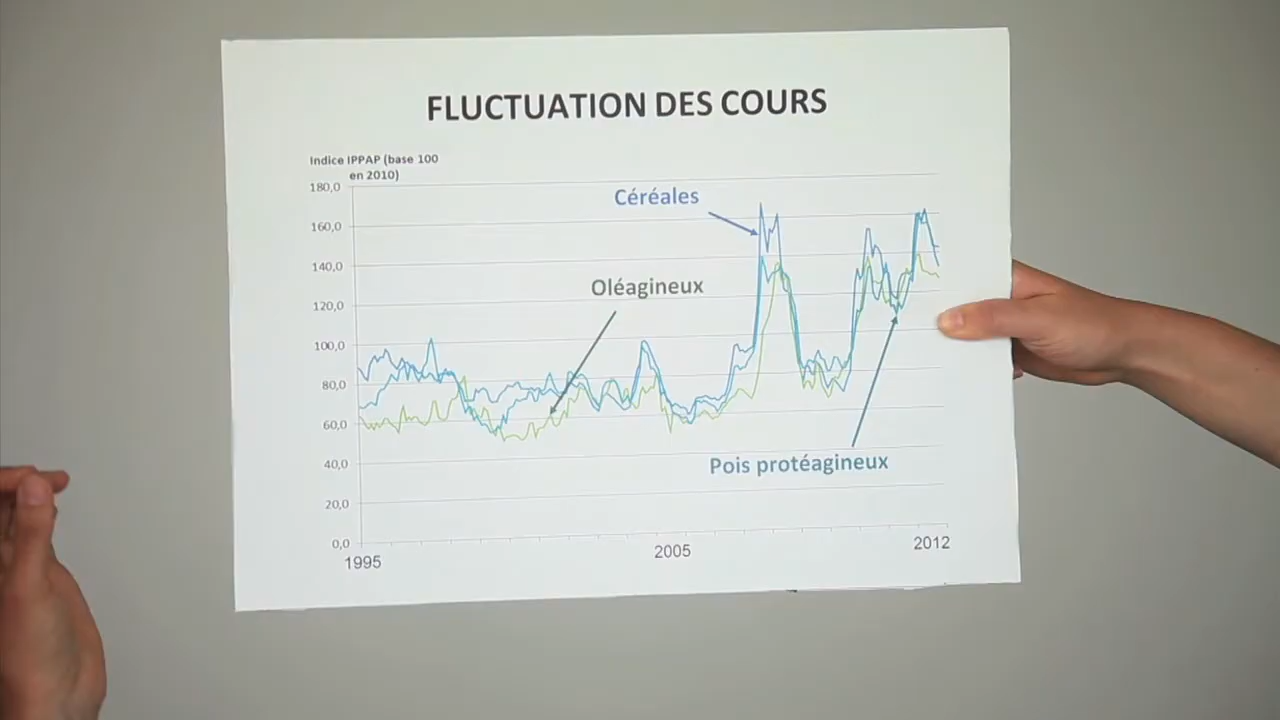 FLUCTUATION DES COURS
Indice IPPAP (base 100
en 2010)
180,0
160,0
140,0
120,0
100,0
80,0
60,0
40,0
20,0
0,0
Céréales
Oléagineux
Pois protéagineux
1995
2005
2012